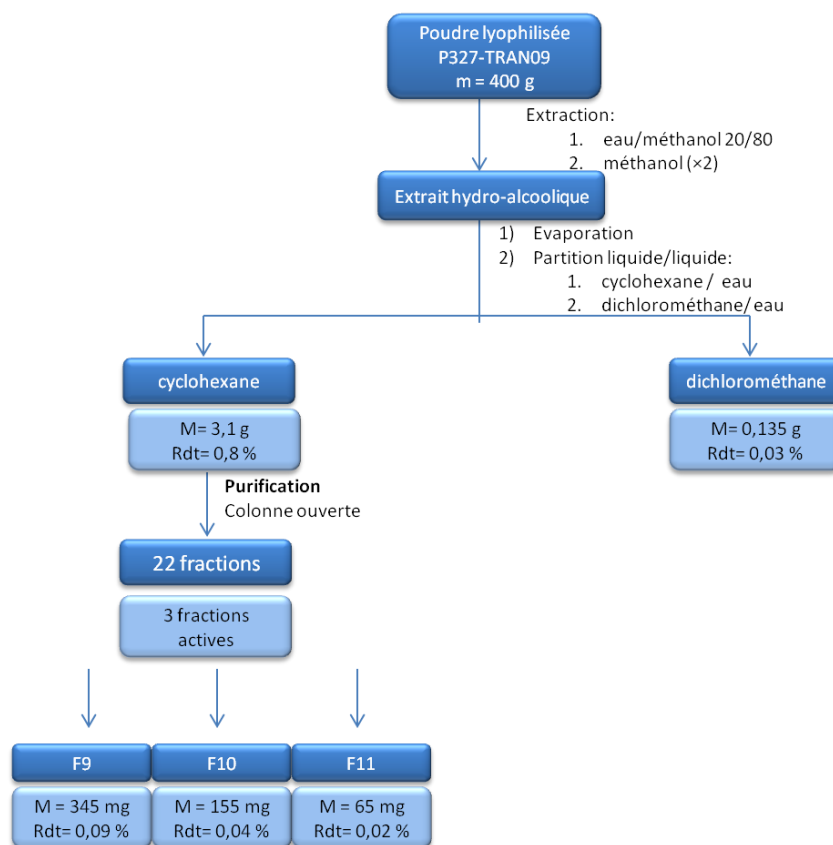 Poudre lyophilisée
P327-TRAN09
m = 400 g
Extraction:
1. eau/méthanol 20/80
2. méthanol (×2)
Extrait hydro-alcoolique
1) Evaporation
2) Partition liquide/liquide:
1. cyclohexane / eau
2. dichlorométhane/ eau
cyclohexane
dichlorométhane
M= 3,1 g
Rdt= 0,8 %
M= 0,135 g
Rdt= 0,03 %
Purification
Colonne ouverte
22 fractions
3 fractions
actives
F9
F10
F11
M = 345 mg
Rdt= 0,09 %
M = 155 mg
Rdt= 0,04 %
M = 65 mg
Rdt= 0,02 %